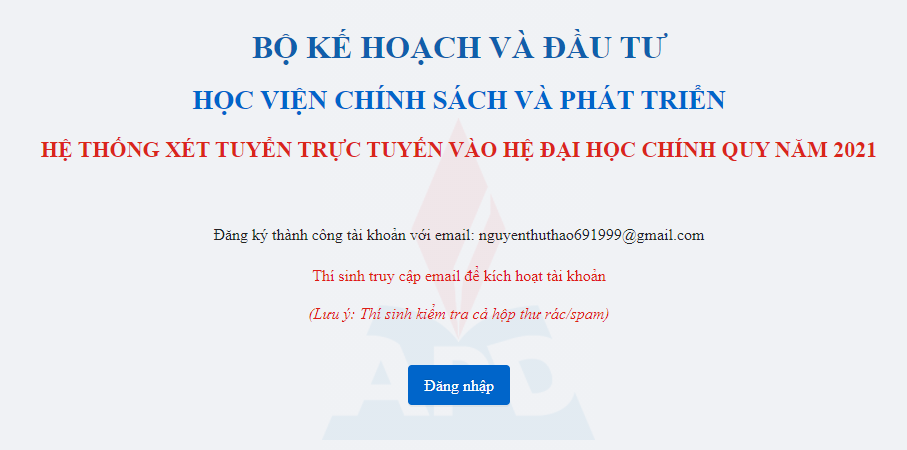 BỘ KẾ HOẠCH VÀ ĐẦU TƯ
HỌC VIỆN CHÍNH SÁCH VÀ PHÁT TRIỂN
HỆ THỐNG XÉT TUYỂN TRỰC TUYẾN VÀO HỆ ĐẠI HỌC CHÍNH QUY NĂM 2021
Đăng ký thành công tài khoản với email: nguyenthuthao691999@gmail.com
Thí sinh truy cập email để kích hoạt tài khoản
(Lưu ý: Thí sinh kiểm tra cả hộp thư rác/spam)
APD
Đăng nhập